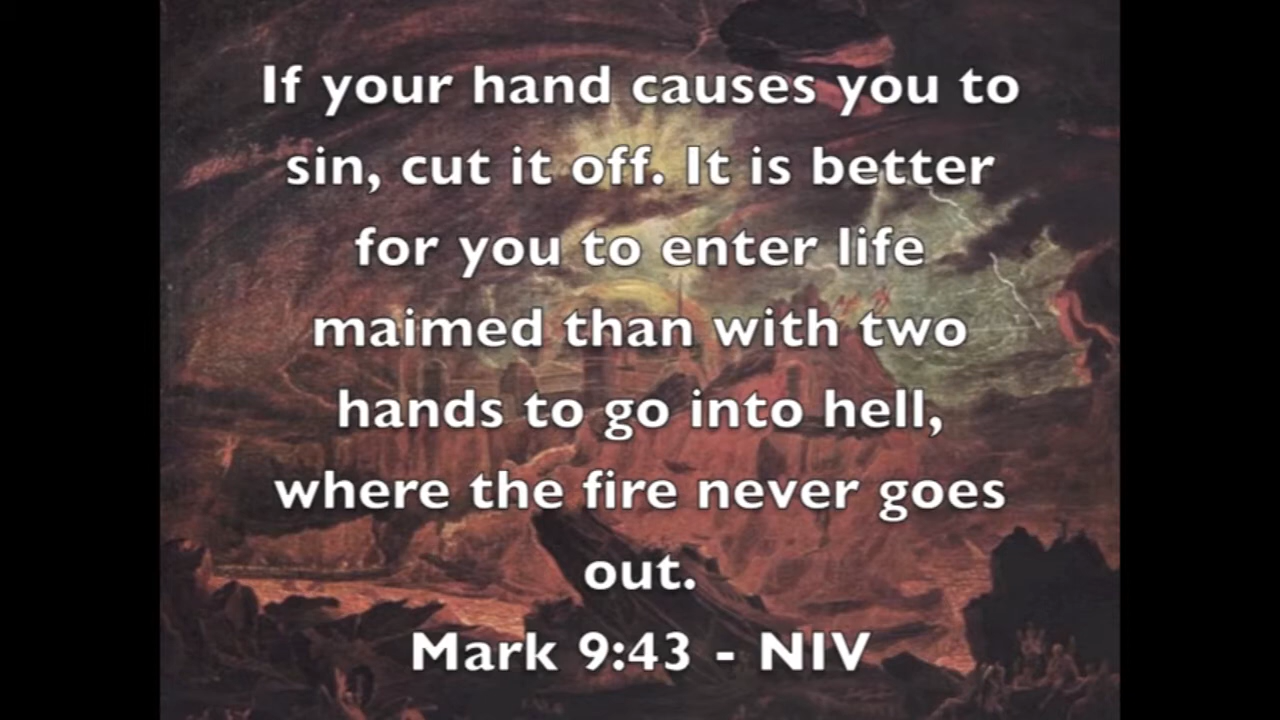 If your hand causes you to
sin, cut it off. It is better
for you to enter life
maimed than with two
hands to go into hell,
where the fire never goes
out.
Mark 9:43 - NIV